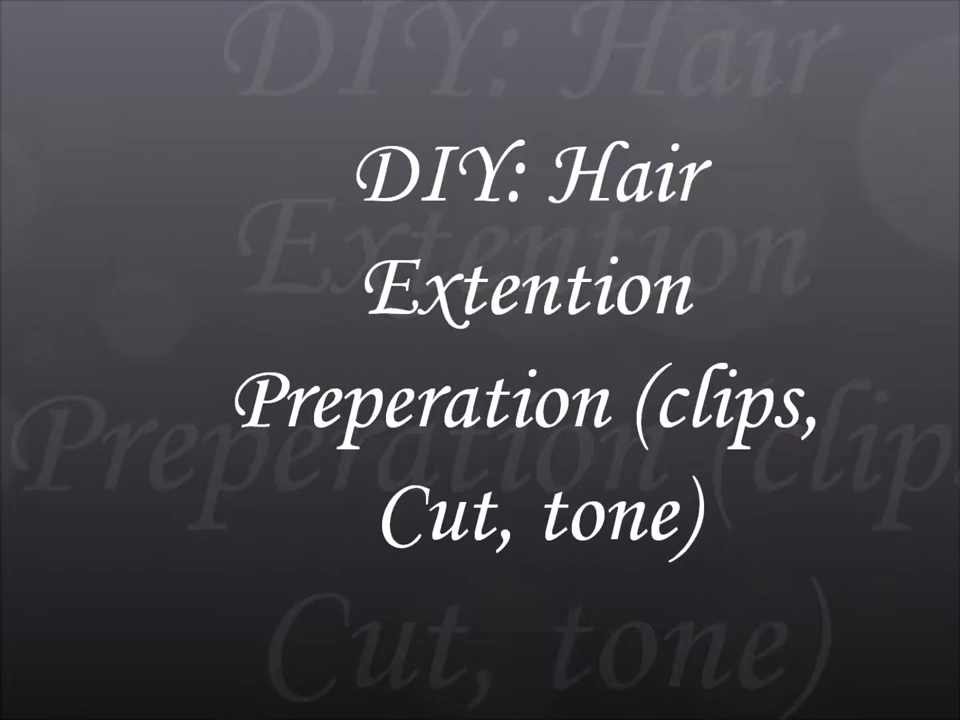 DIY: Hair
Extention
Preperation (clips,
Cut, tone)